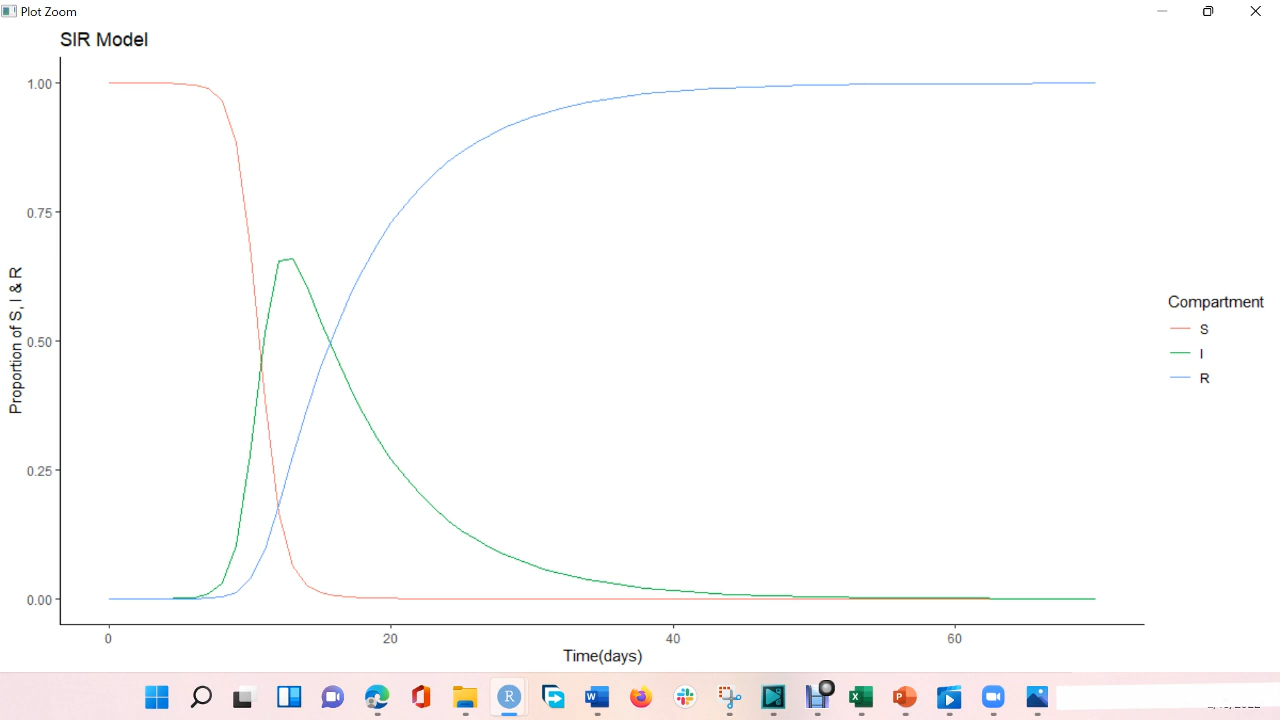 Plot Zoom
SIR Model
1.00
0.75
0.50
0.25
0.00
Proportion of S, I & R
0 20 40 60
Time(days)
Compartment
S
I
R